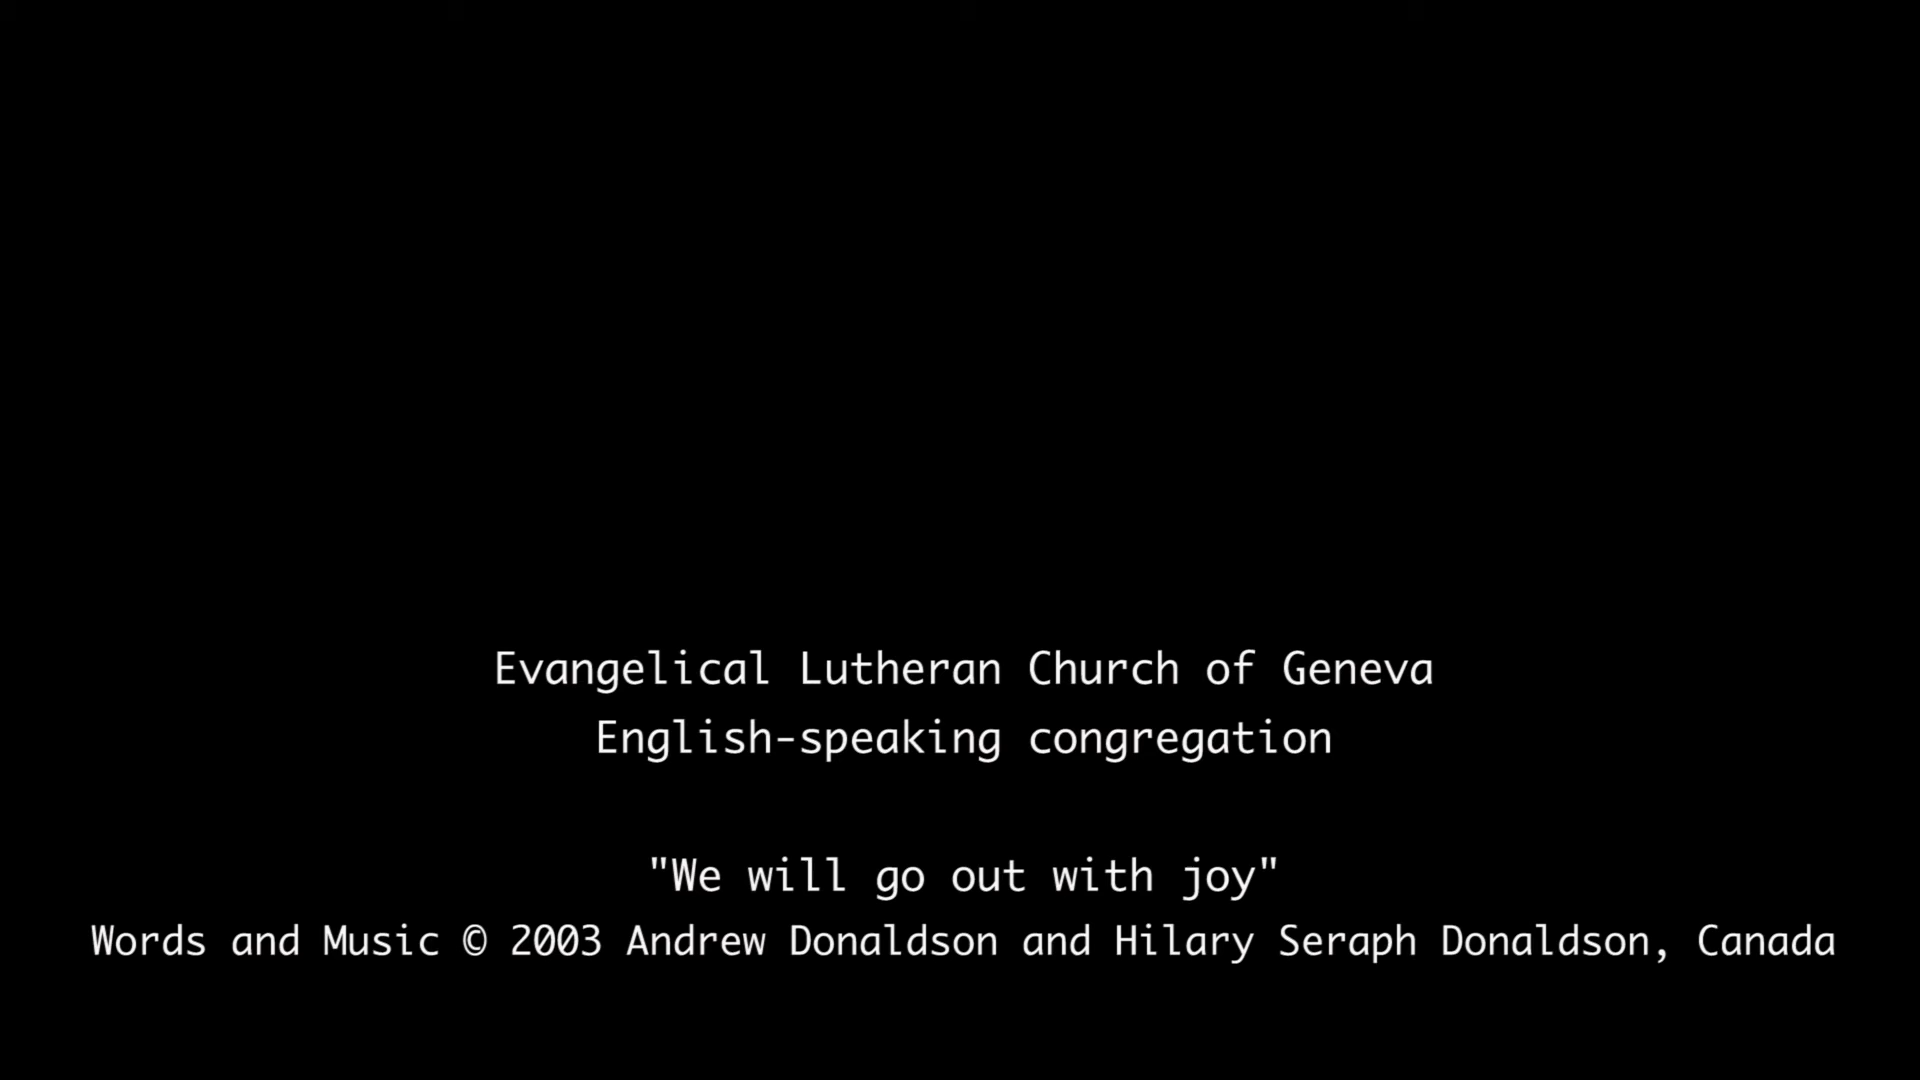 Evangelical Lutheran Church of Geneva
English-speaking congregation
"We will go out with joy"
Words and Music © 2003 Andrew Donaldson and Hilary Seraph Donaldson, Canada